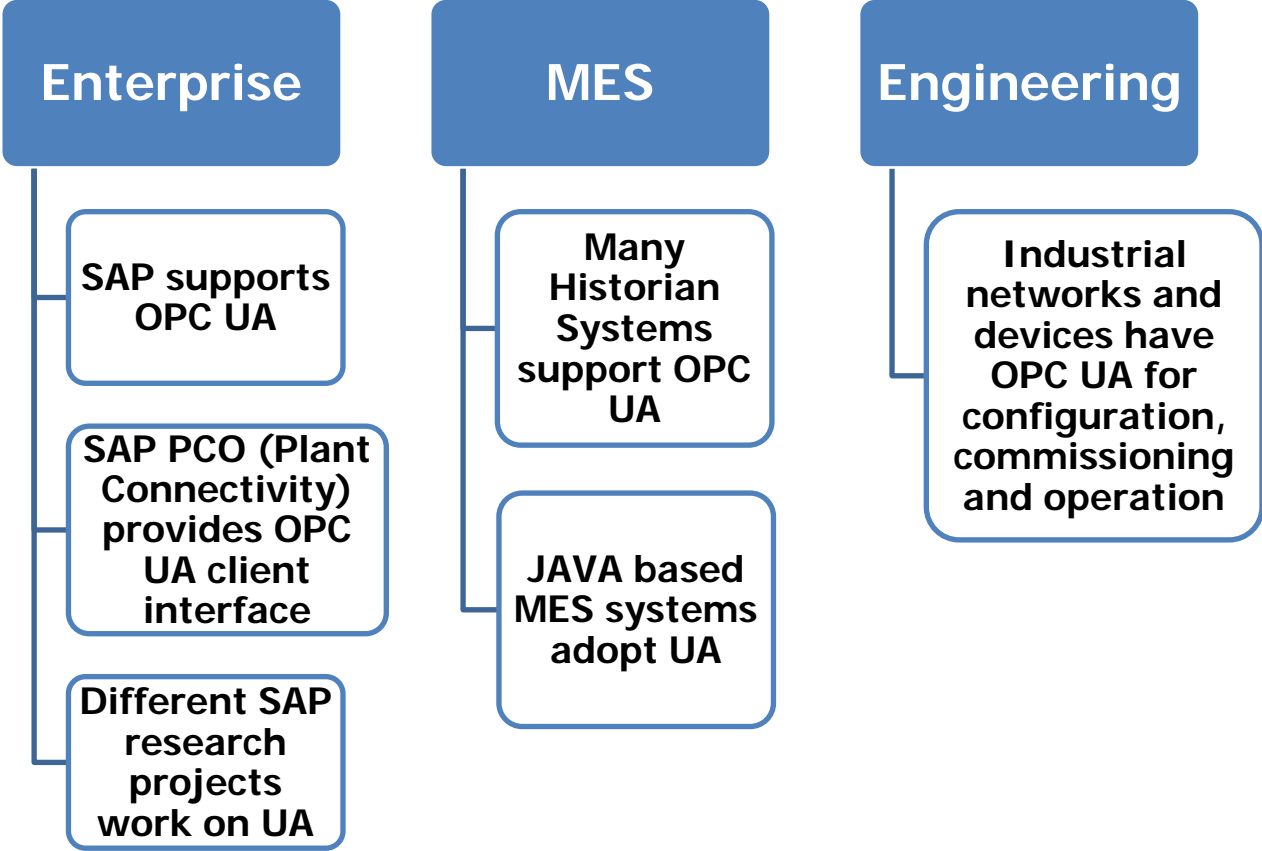 Enterprise
SAP supports
OPC UA
SAP PCO (Plant
Connectivity)
provides OPC
UA client
interface
Different SAP
research
projects
work on UA
MES
Many
Historian
Systems
support OPC
UA
JAVA based
MES systems
adopt UA
Engineering
Industrial
networks and
devices have
OPC UA for
configuration,
commissioning
and operation